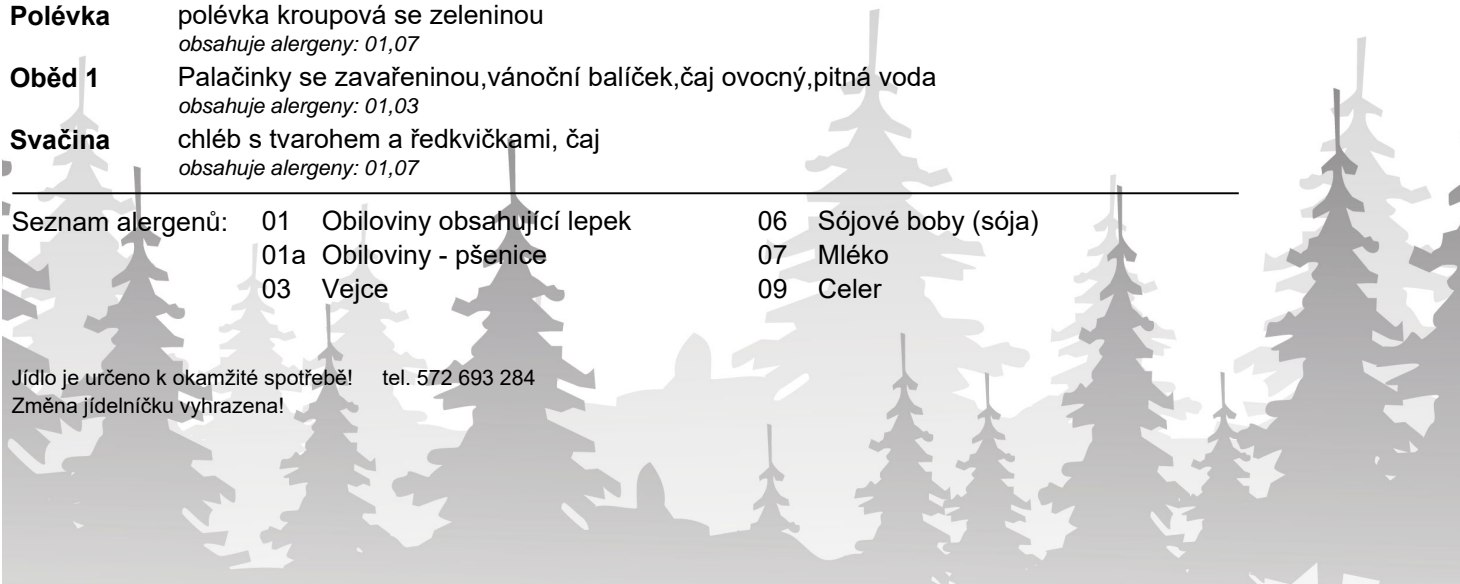 Polévka polévka kroupová se zeleninou
obsahuje alergeny: 01,07
Oběd 1 Palačinky se zavařeninou,vánoční balíček,čaj ovocný,pitná voda
obsahuje alergeny: 01,03
Svačina chléb s tvarohem a ředkvičkami, čaj
obsahuje alergeny: 01,07
Seznam alergenů: 01 Obiloviny obsahující lepek 06 Sójové boby (sója)
01a Obiloviny - pšenice 07 Mléko
03 Vejce 09 Celer
Jídlo je určeno k okamžité spotřebě! tel. 572 693 284
Změna jídelníčku vyhrazena!